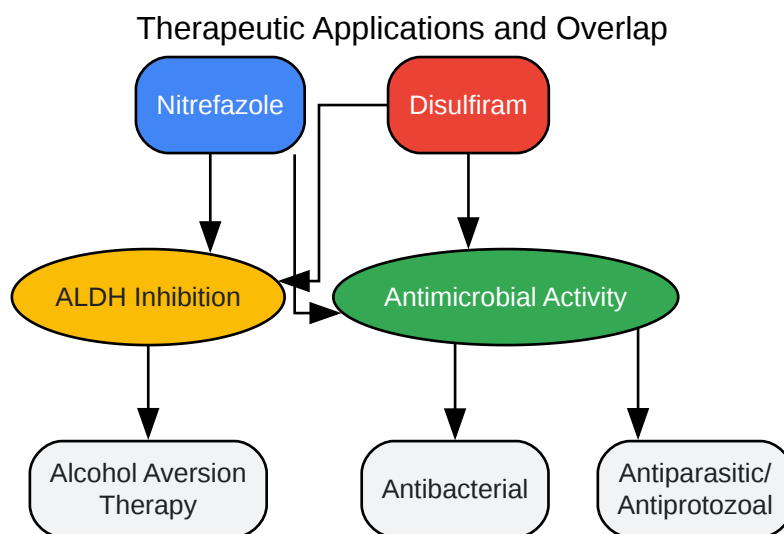 Therapeutic Applications and Overlap
Nitrefazole
Disulfiram
ALDH Inhibition
Antimicrobial Activity
Alcohol Aversion
Therapy
Antibacterial
Antiparasitic/
Antiprotozoal